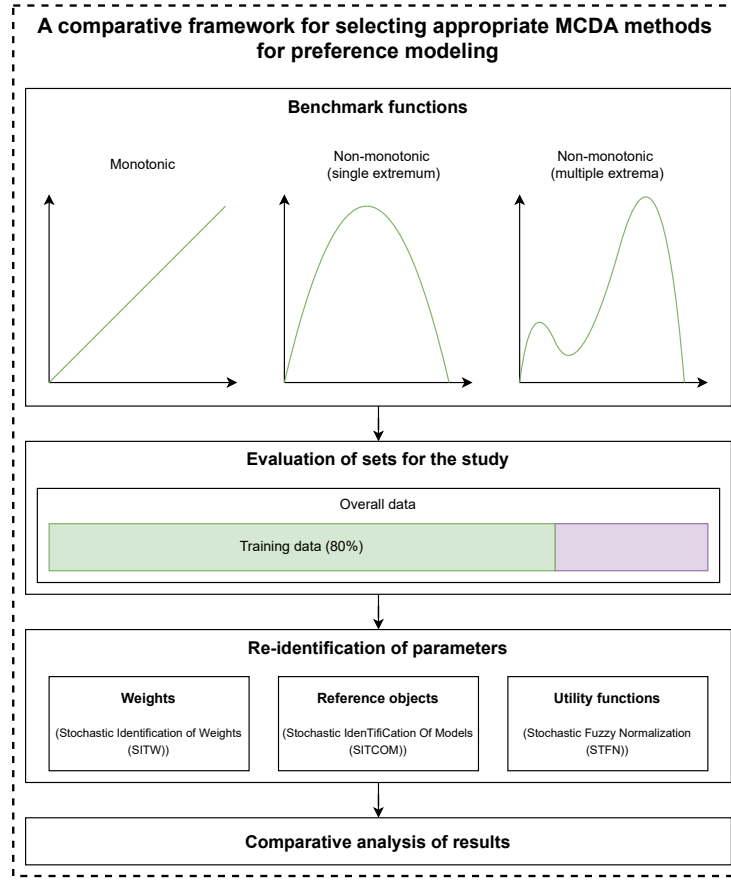 A comparative framework for selecting appropriate MCDA methods
for preference modeling
Benchmark functions
Monotonic
Non-monotonic
(single extremum)
Non-monotonic
(multiple extrema)
Evaluation of sets for the study
Overall data
Training data (80%)
Re-identification of parameters
Weights
(Stochastic Identification of Weights
(SITW))
Reference objects
(Stochastic IdenTifiCation Of Models
(SITCOM))
Utility functions
(Stochastic Fuzzy Normalization
(STFN))
Comparative analysis of results